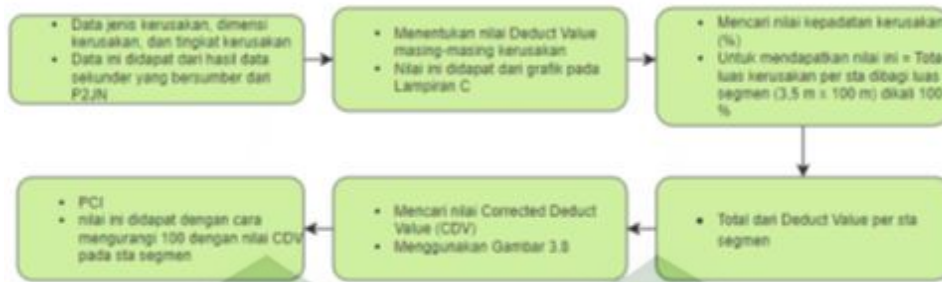 • Data jenis kerusakan, dimensi
kerusakan, dan tingkat kerusakan
• Data ini didapat dari hasil data
sekunder yang bersumber dari
P2JN
• Menentukan nilai Deduct Value
masing-masing kerusakan
• Nilai ini didapat dari grafik pada
Lampiran C
• Mencari nilai kepadatan kerusakan
(%)
• Untuk mendapatkan nilai ini = Total
luas kerusakan per sta dibagi luas
segmen (3,5 m x 100 m) dikali 100
%
• PCI
• nilai ini didapat dengan cara
mengurangi 100 dengan nilai CDV
pada sta segmen
• Mencari nilai Corrected Deduct
Value (CDV)
• Menggunakan Gambar 3.8
• Total dari Deduct Value per sta
segmen